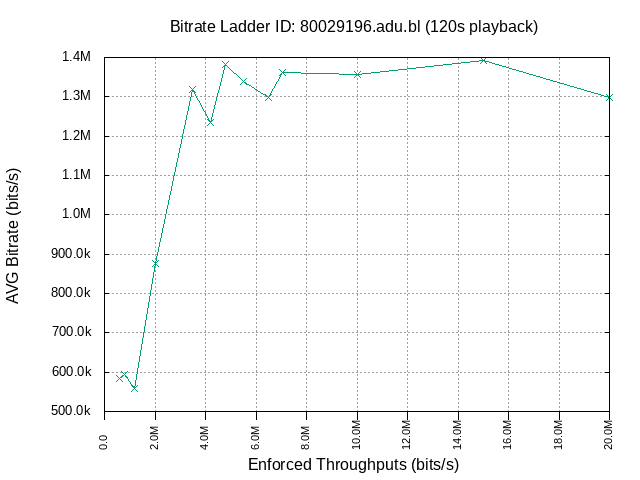 Bitrate Ladder ID: 80029196.adu.bl (120s playback)
1.4M
1.3M
1.2M
1.1M
1.0M
900.0k
800.0k
700.0k
600.0k
500.0k
AVG Bitrate (bits/s)
0.0
2.0M
4.0M
6.0M
8.0M
10.0M
12.0M
14.0M
16.0M
18.0M
20.0M
Enforced Throughputs (bits/s)